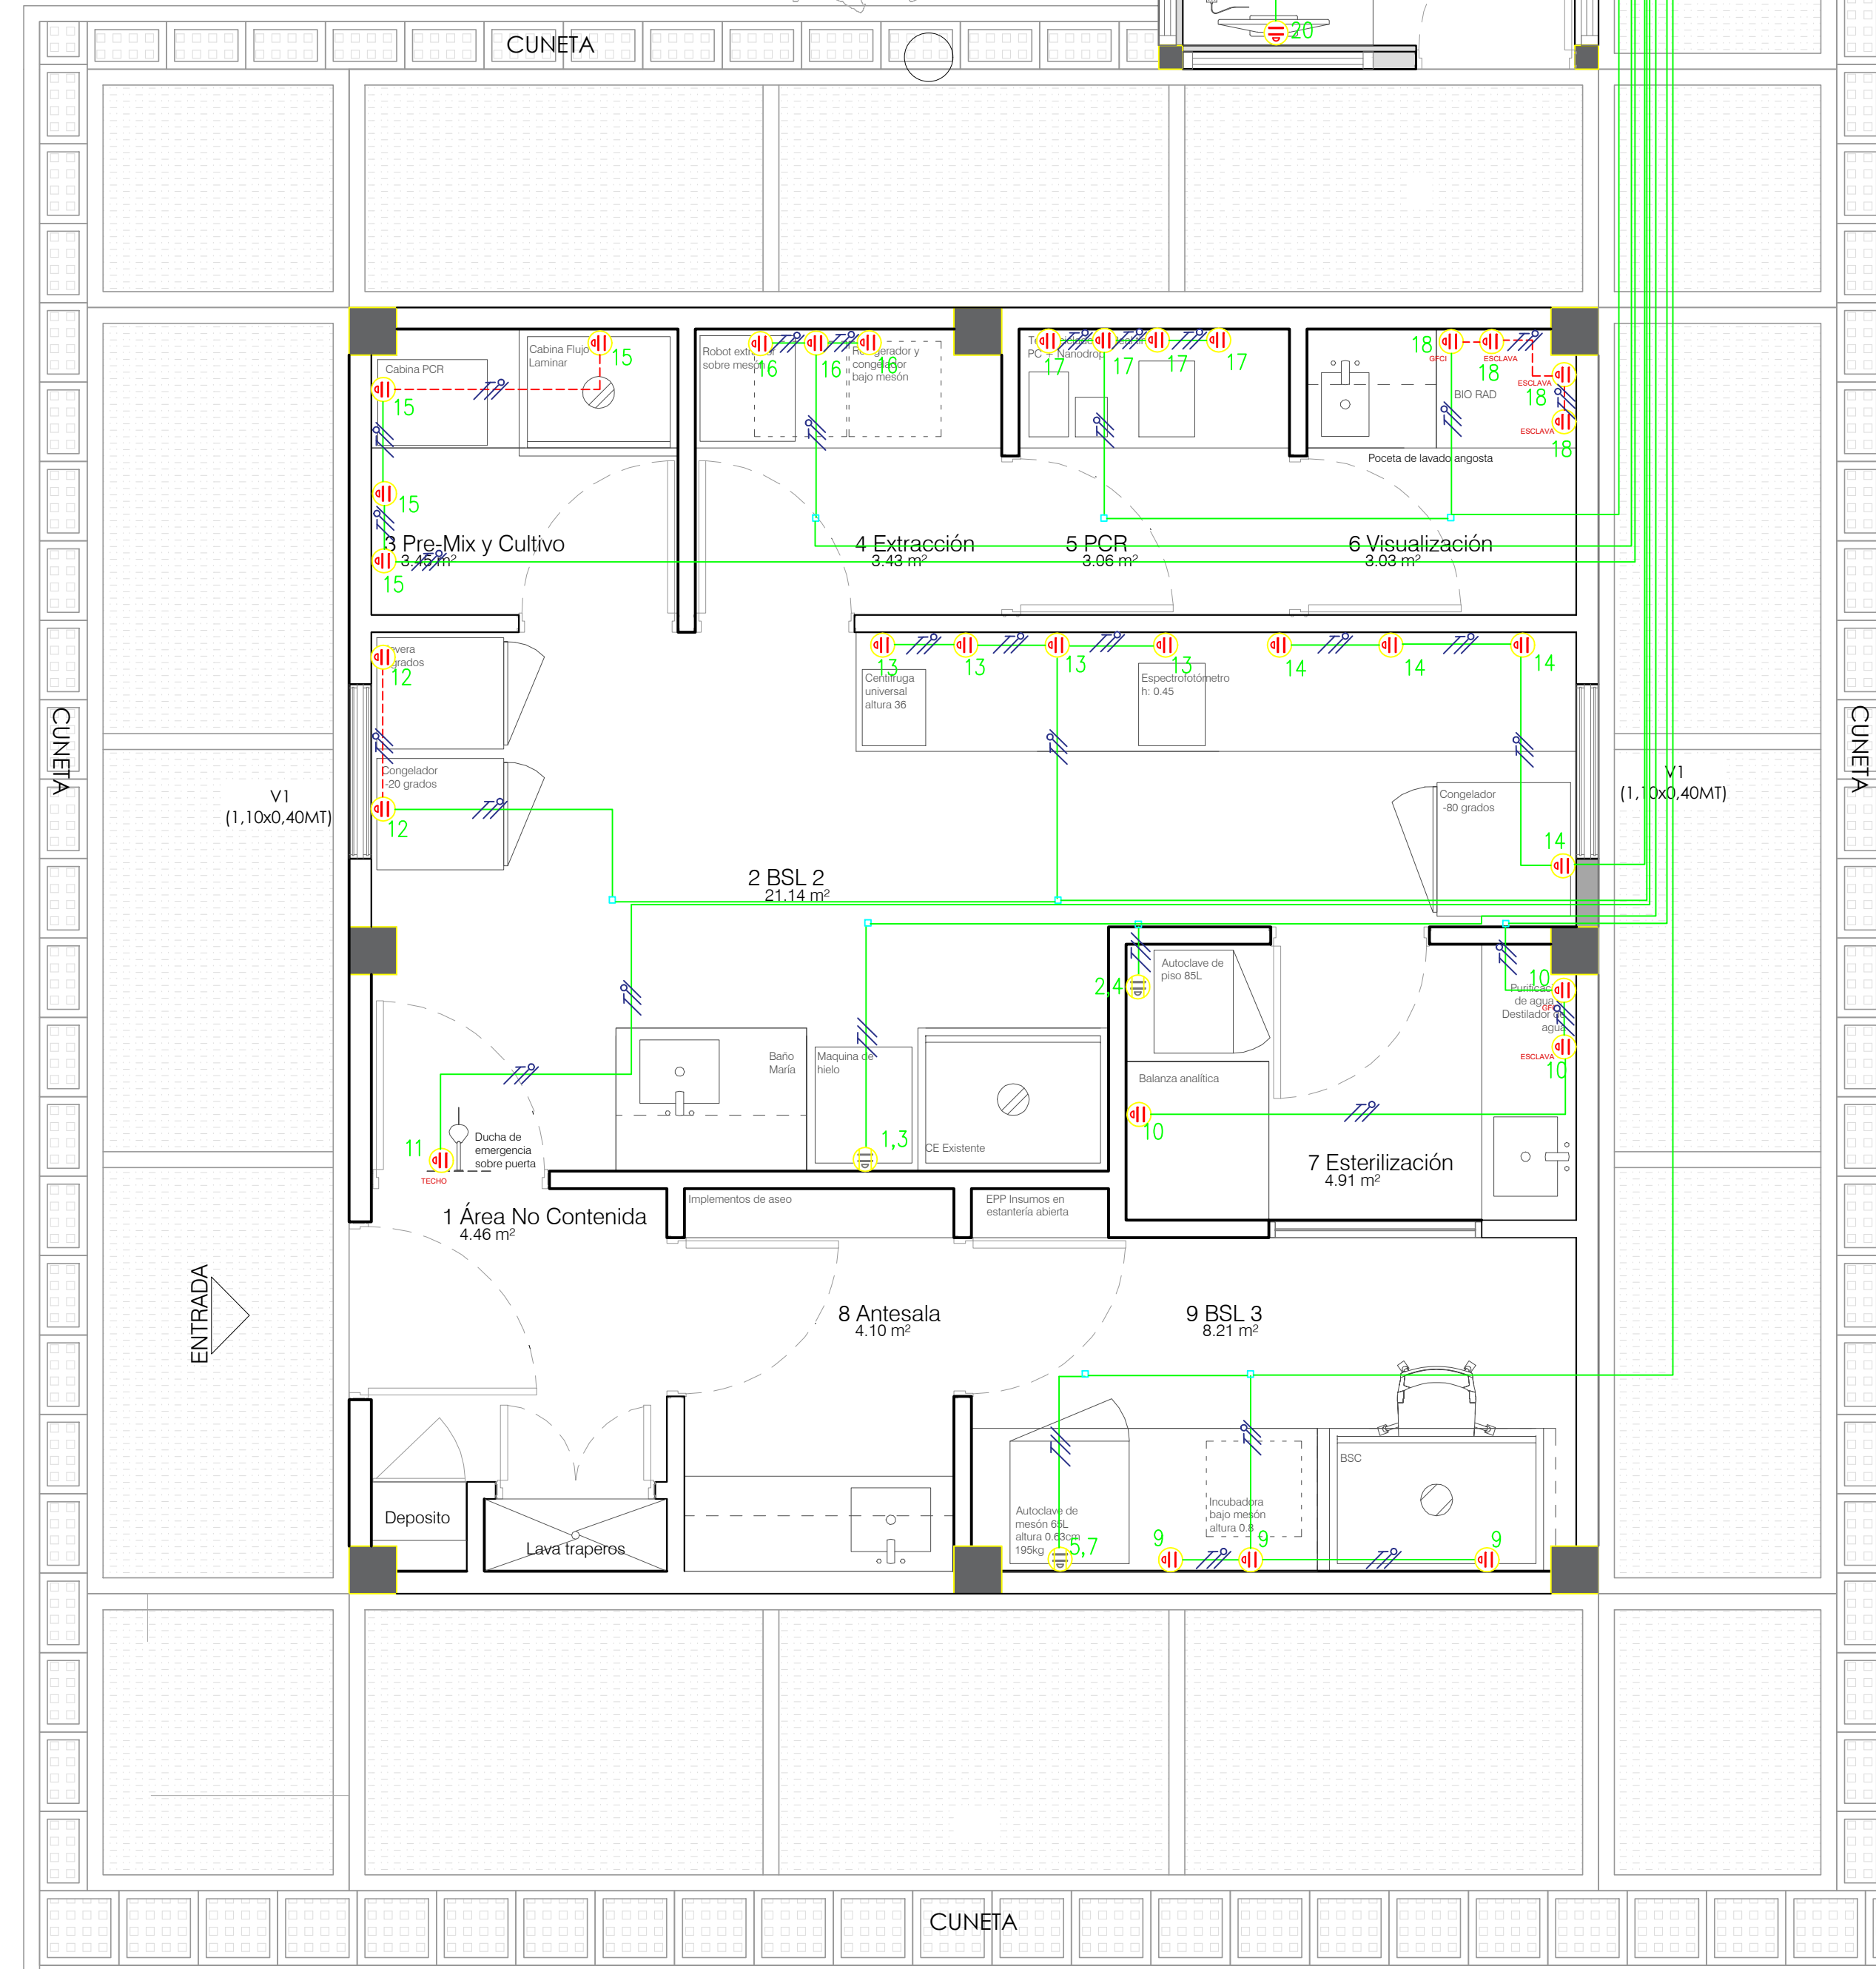 CUNETA
20
Cabina Flujo
Laminar
15
Cabina PCR
15
15
15
3 Pre-Mix y Cultivo
3.45 m²
Robot
sobre mesón
16
16
16
congelador
bajo mesón
4 Extracción
3.43 m²
PC + Nanodrop
17
17
17
17
5 PCR
3.06 m²
18
GFCI
18
ESCLAVA
ESCLAVA
18
BIO RAD
ESCLAVA
18
Poceta de lavado angosta
6 Visualización
3.03 m²
12
grados
Congelador
-20 grados
12
13
13
13
13
14
14
14
Centífruga
universal
altura 36
Espectrofotómetro
h: 0.45
Congelador
-80 grados
14
CUNETA
V1
(1,10x0,40MT)
V1
(1,10x0,40MT)
CUNETA
2 BSL 2
21.14 m²
2,4
Autoclave de
piso 85L
10
de agua
Destilador de
agua
ESCLAVA
10
Balanza analítica
10
7 Esterilización
4.91 m²
Baño
María
Maquina de
hielo
1,3
CE Existente
11
TECHO
Ducha de
emergencia
sobre puerta
1 Área No Contenida
4.46 m²
Implementos de aseo
EPP Insumos en
estantería abierta
ENTRADA
8 Antesala
4.10 m²
9 BSL 3
8.21 m²
Deposito
Lava traperos
Autoclave de
mesón 65L
altura 0.63cm
195kg
5,7
9
Incubadora
bajo mesón
altura 0.8
9
BSC
9
CUNETA